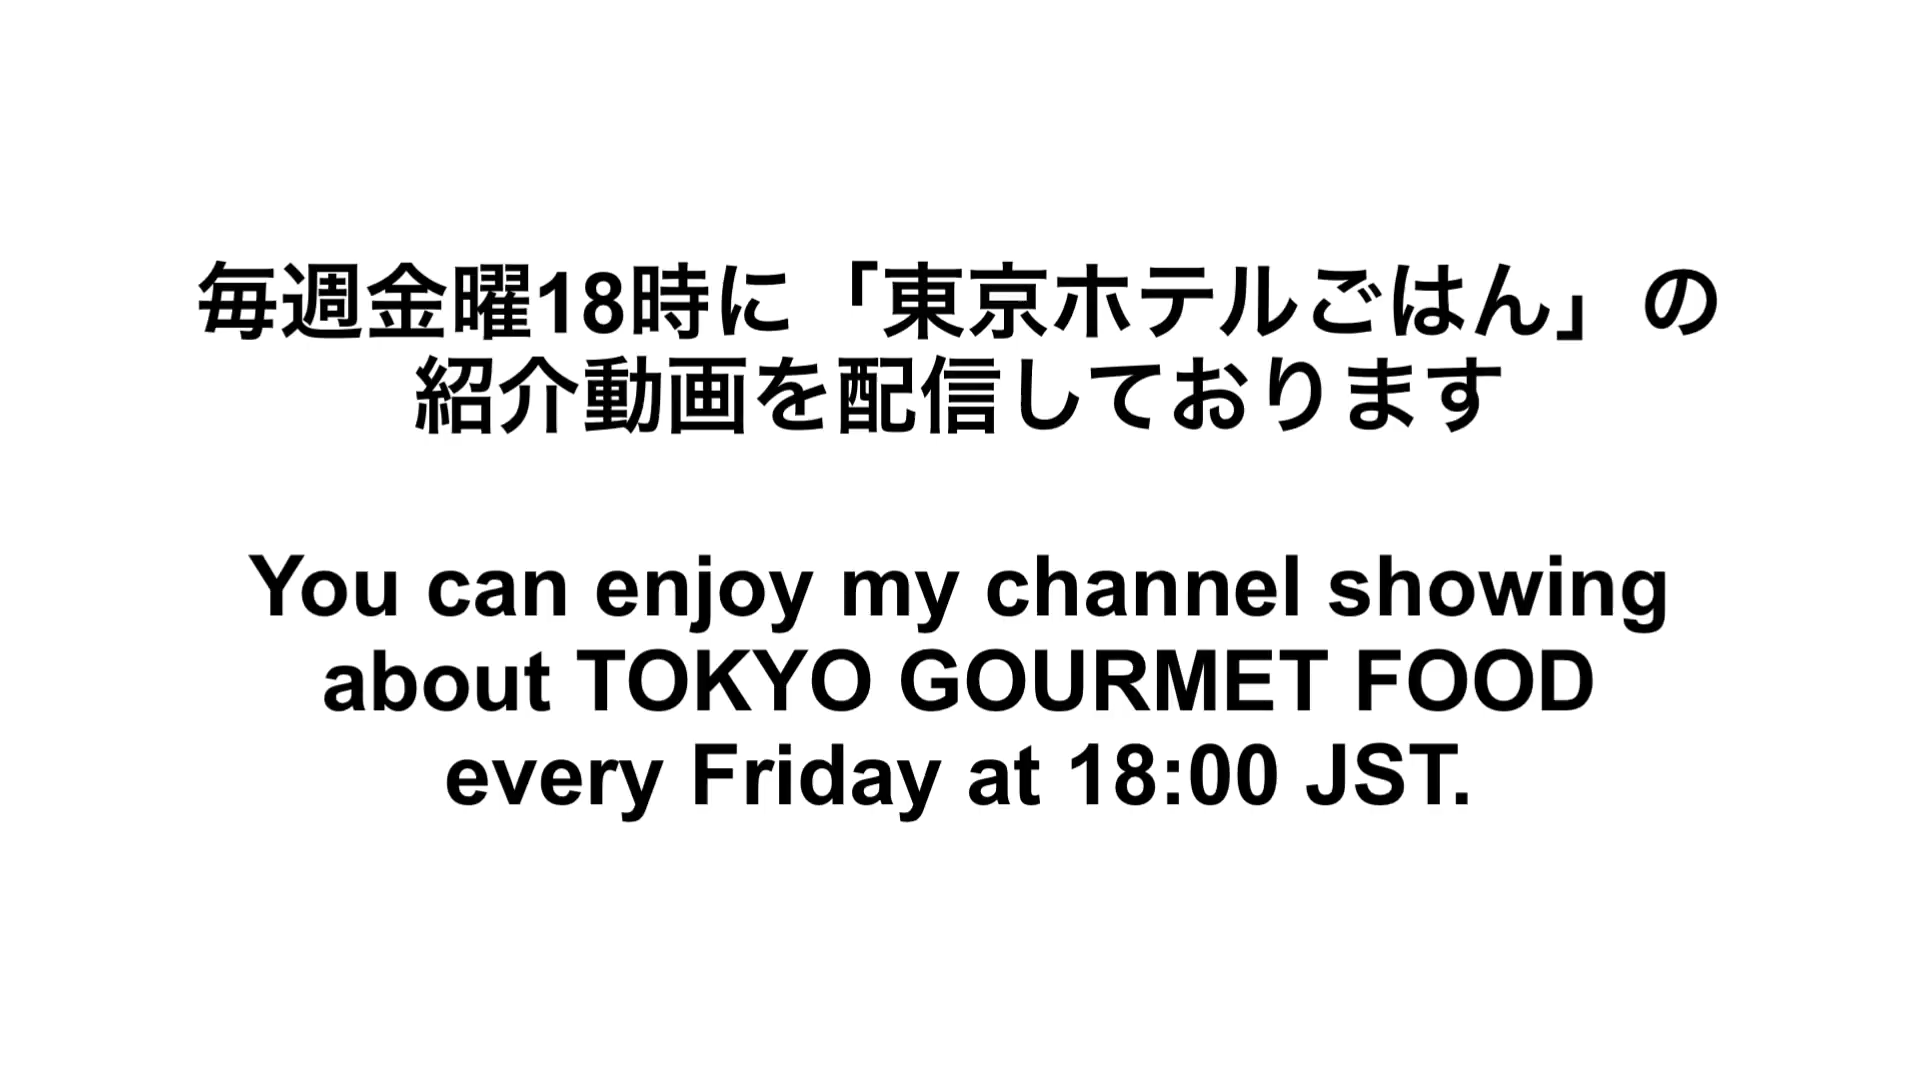 毎週金曜18時に「東京ホテルごはん」の
紹介動画を配信しております
You can enjoy my channel showing
about TOKYO GOURMET FOOD
every Friday at 18:00 JST.